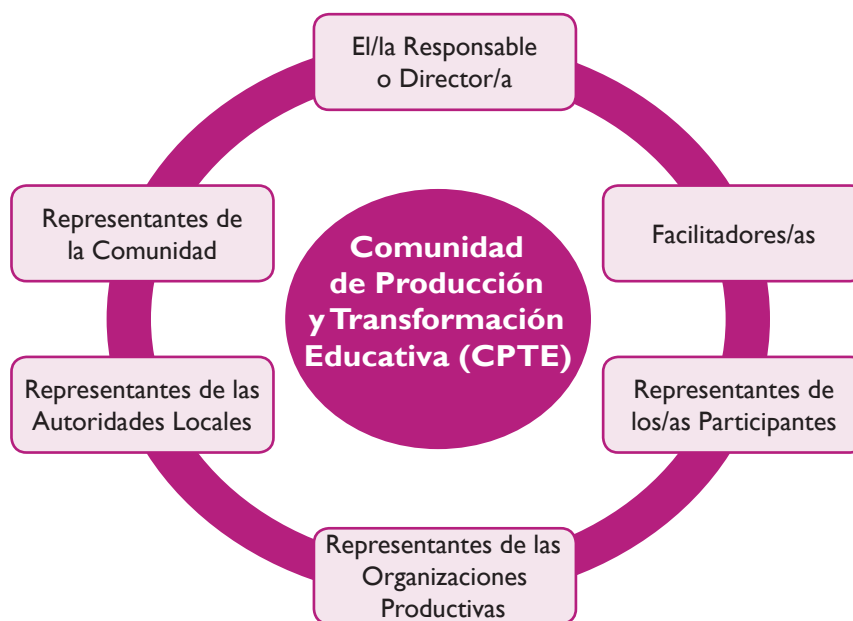 El/la Responsable
o Director/a
Representantes de
la Comunidad
Facilitadores/as
Comunidad
de Producción
y Transformación
Educativa (CPTE)
Representantes de las
Autoridades Locales
Representantes de
los/as Participantes
Representantes de las
Organizaciones
Productivas